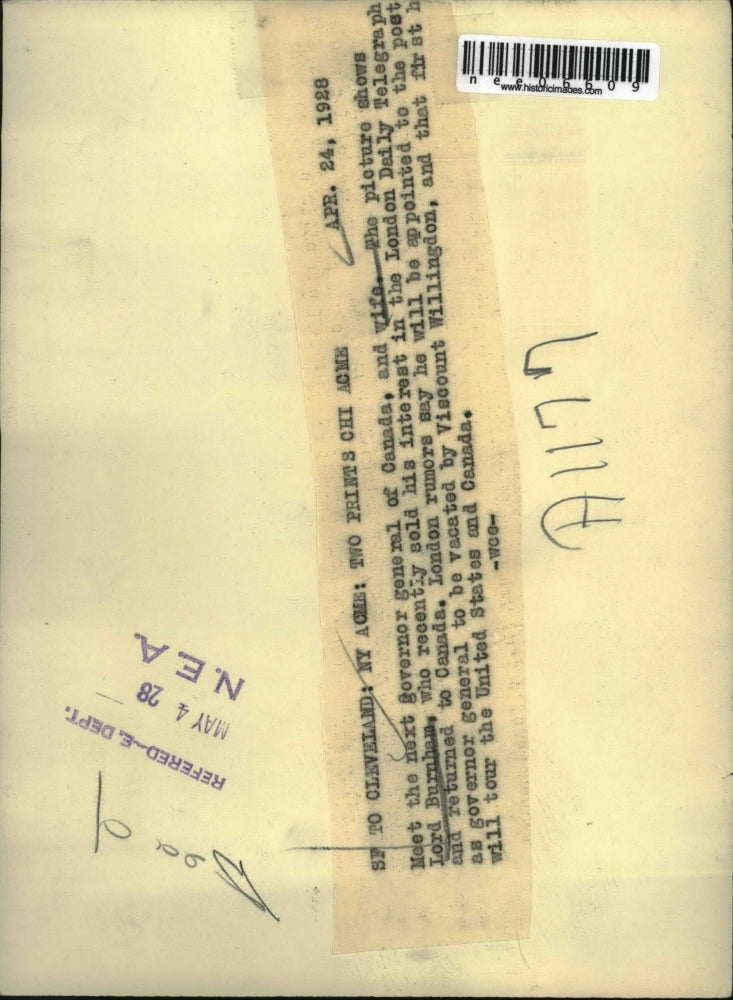 nee06609
www.historicimages.com
SF TO CLEVELAND: NY ACME: TWO PRINTS CHI ACME APR. 24, 1928
Meet the next governor general of Canada, and wife. The picture shows
Lord Burnham, who recently sold his interest in the London Daily Telegraph
and returned to Canada. London rumors say he will be appointed to the post
as governor general to be vacated by Viscount Willingdon, and that first h
will tour the United States and Canada.
-wce-
REFERED-E. DEPT.
MAY 4 28
N.E.A.
Dead